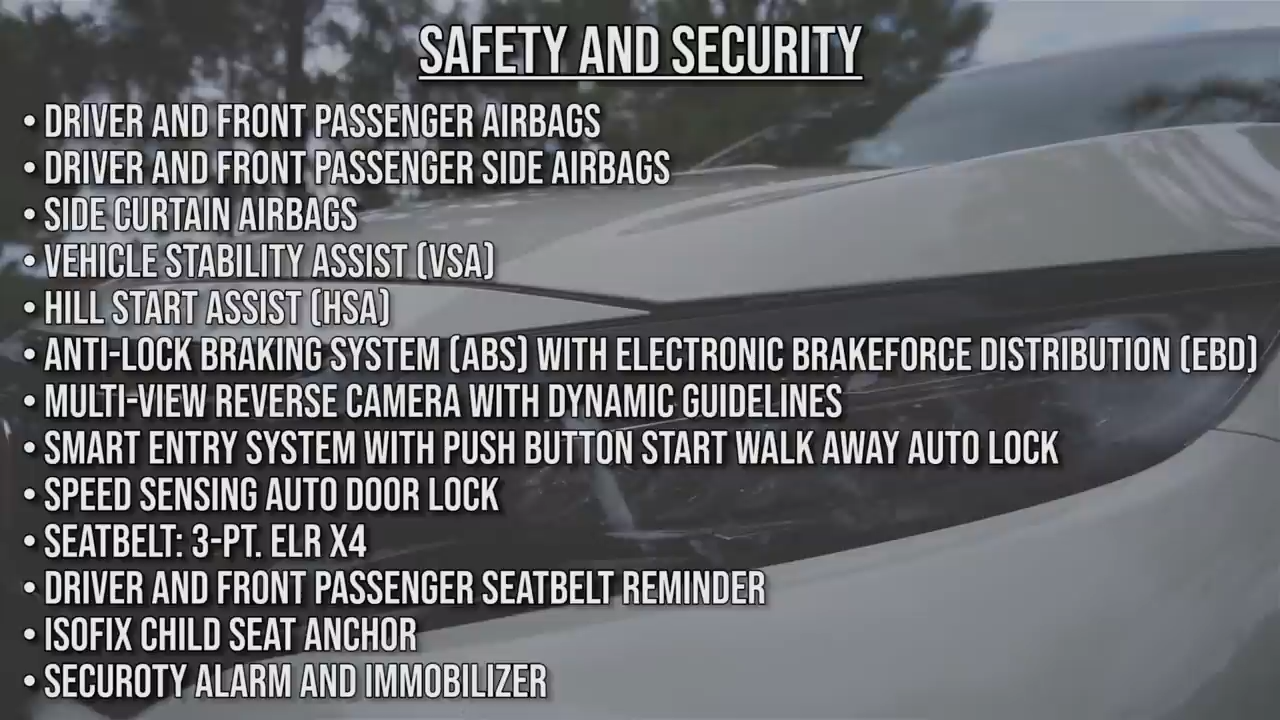 SAFETY AND SECURITY
• DRIVER AND FRONT PASSENGER AIRBAGS
• DRIVER AND FRONT PASSENGER SIDE AIRBAGS
• SIDE CURTAIN AIRBAGS
• VEHICLE STABILITY ASSIST (VSA)
• HILL START ASSIST (HSA)
• ANTI-LOCK BRAKING SYSTEM (ABS) WITH ELECTRONIC BRAKEFORCE DISTRIBUTION (EBD)
• MULTI-VIEW REVERSE CAMERA WITH DYNAMIC GUIDELINES
• SMART ENTRY SYSTEM WITH PUSH BUTTON START WALK AWAY AUTO LOCK
• SPEED SENSING AUTO DOOR LOCK
• SEATBELT: 3-PT. ELR X4
• DRIVER AND FRONT PASSENGER SEATBELT REMINDER
• ISOFIX CHILD SEAT ANCHOR
• SECUROTY ALARM AND IMMOBILIZER